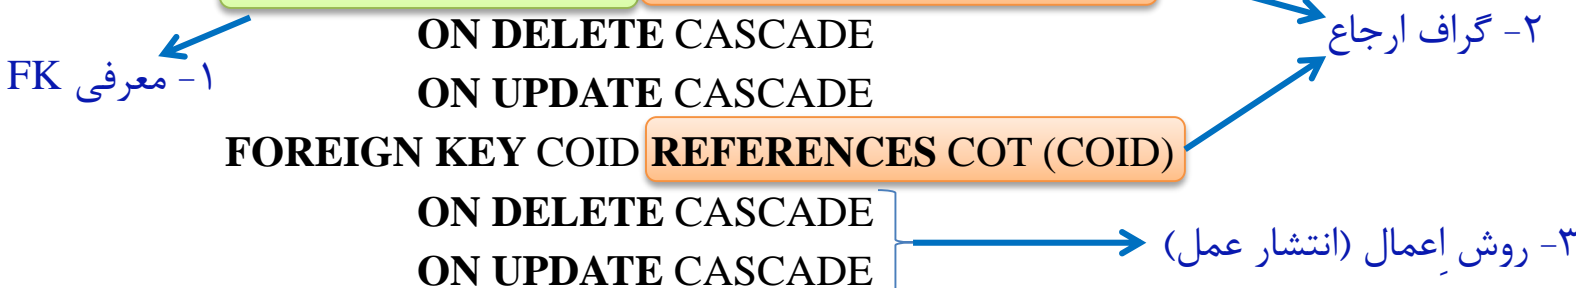 ON DELETE CASCADE
۲- گراف ارجاع
۱- معرفی FK
ON UPDATE CASCADE
FOREIGN KEY COID REFERENCES COT (COID)
ON DELETE CASCADE
۳- روش اِعمال (انتشار عمل)
ON UPDATE CASCADE